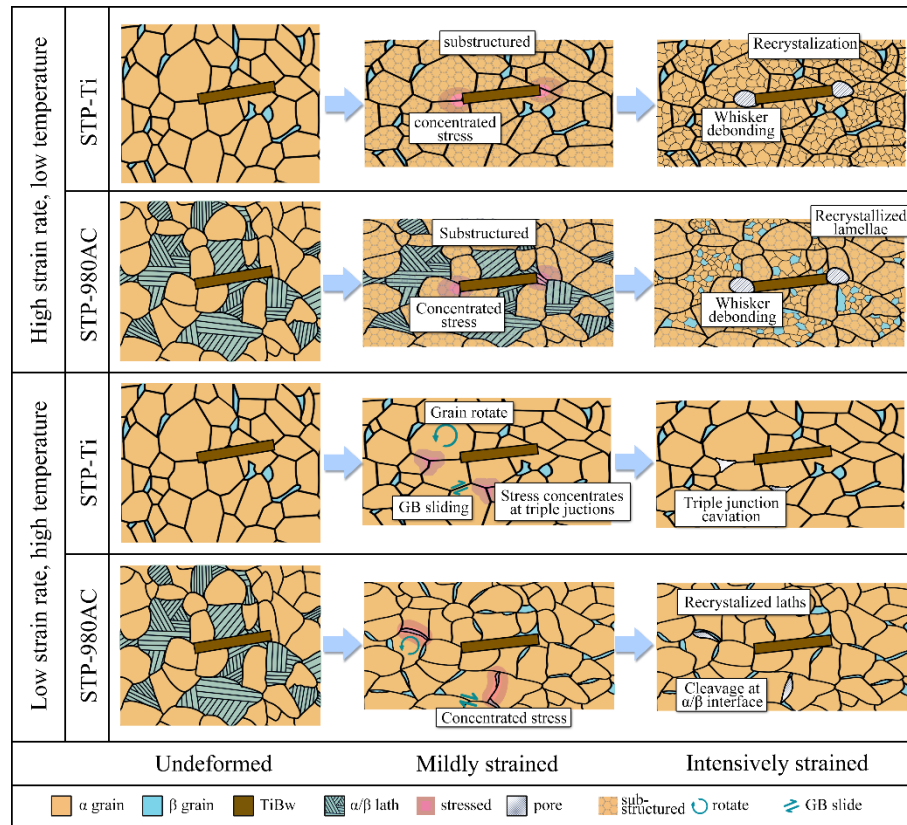 High strain rate, low temperature
STP-Ti
substructured
concentrated
stress
Recrystalization
Whisker
debonding
STP-980AC
Substructured
Concentrated
stress
Recrystallized
lamellae
Whisker
debonding
Low strain rate, high temperature
STP-Ti
Grain rotate
GB sliding
Stress concentrates
at triple juctions
Triple junction
caviation
STP-980AC
Concentrated stress
Recrystalized laths
Cleavage at
α/β interface
Undeformed
Mildly strained
Intensively strained
α grain
β grain
TiBw
α/β lath
stressed
pore
sub-
structured
rotate
GB slide